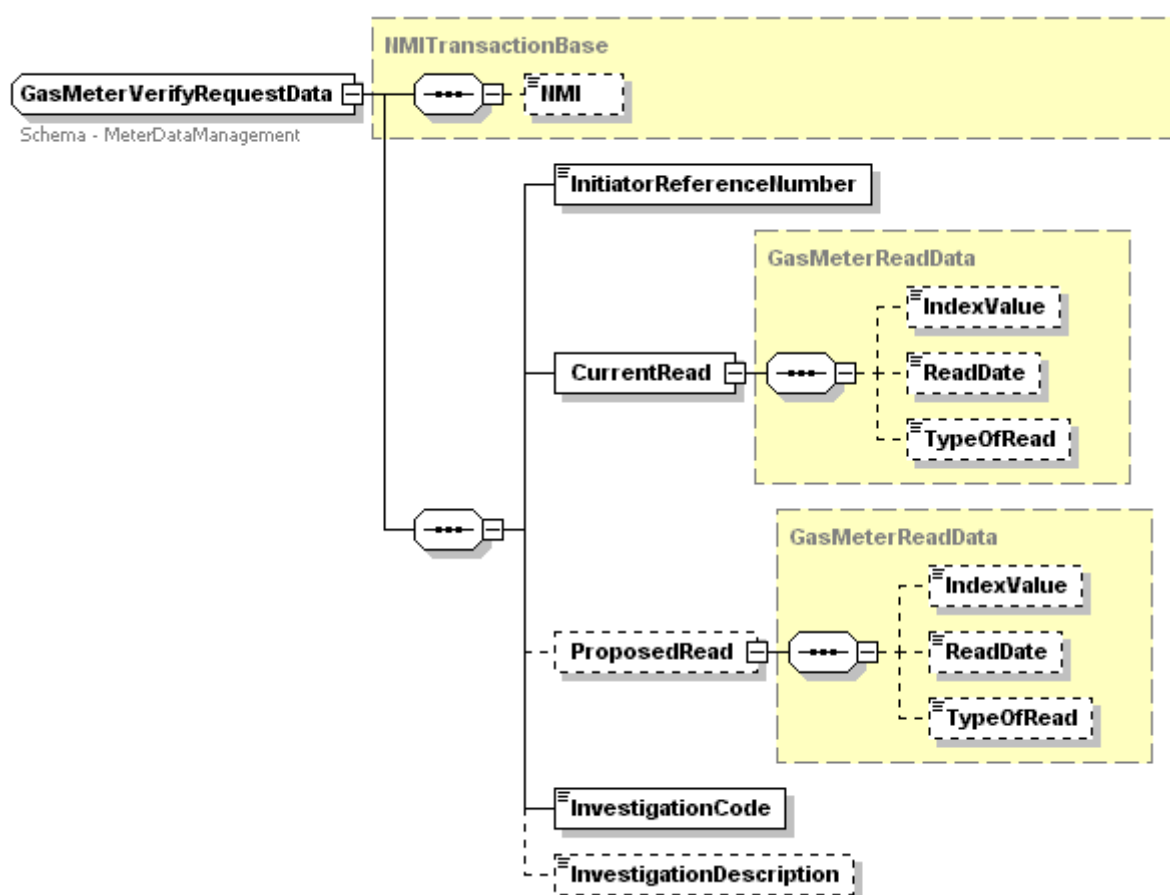 NMITransactionBase
GasMeterVerifyRequestData
NMI
Schema - MeterDataManagement
InitiatorReferenceNumber
GasMeterReadData
IndexValue
CurrentRead
ReadDate
TypeOfRead
GasMeterReadData
IndexValue
ProposedRead
ReadDate
TypeOfRead
InvestigationCode
InvestigationDescription